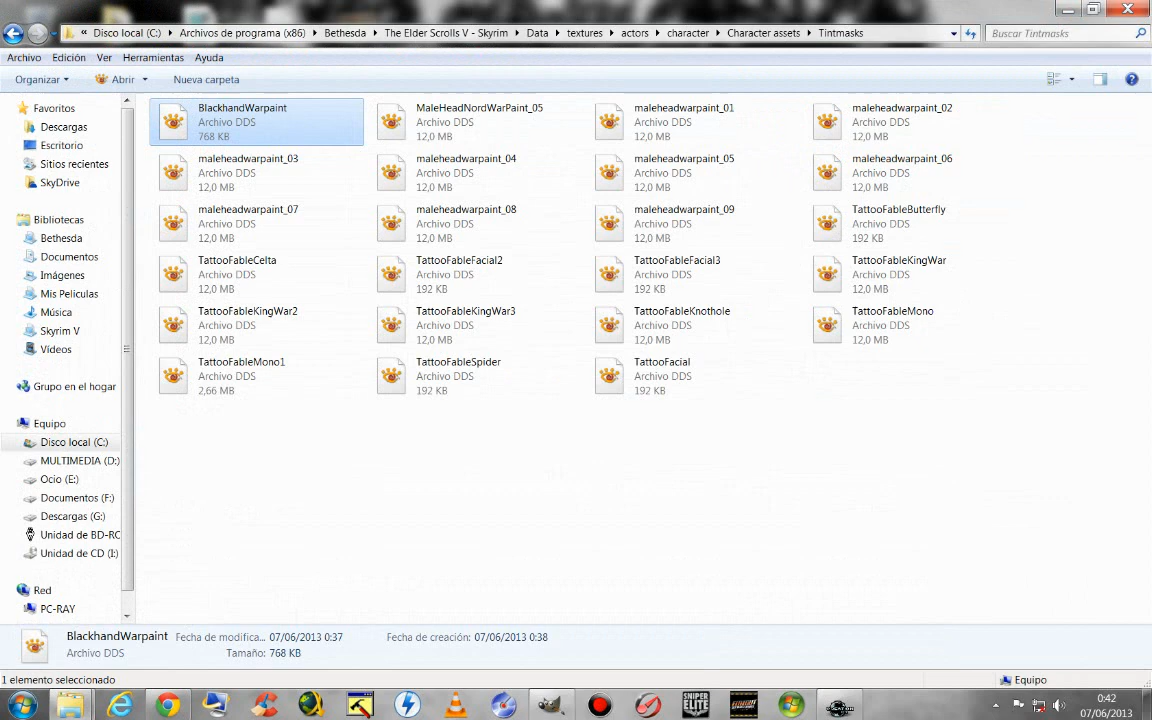 « Disco local (C:) Archivos de programa (x86) Bethesda The Elder Scrolls V - Skyrim Data textures actors character Character assets Tintmasks
Buscar Tintmasks
Archivo Edición Ver Herramientas Ayuda
Organizar Abrir Nueva carpeta
Favoritos
Descargas
Escritorio
Sitios recientes
SkyDrive
Bibliotecas
Bethesda
Documentos
Imágenes
Mis Peliculas
Música
Skyrim V
Vídeos
Grupo en el hogar
Equipo
Disco local (C:)
MULTIMEDIA (D:)
Ocio (E:)
Documentos (F:)
Descargas (G:)
Unidad de BD-RC
Unidad de CD (I:)
Red
PC-RAY
BlackhandWarpaint
Archivo DDS
768 KB
MaleHeadNordWarPaint_05
Archivo DDS
12,0 MB
maleheadwarpaint_01
Archivo DDS
12,0 MB
maleheadwarpaint_02
Archivo DDS
12,0 MB
maleheadwarpaint_03
Archivo DDS
12,0 MB
maleheadwarpaint_04
Archivo DDS
12,0 MB
maleheadwarpaint_05
Archivo DDS
12,0 MB
maleheadwarpaint_06
Archivo DDS
12,0 MB
maleheadwarpaint_07
Archivo DDS
12,0 MB
maleheadwarpaint_08
Archivo DDS
12,0 MB
maleheadwarpaint_09
Archivo DDS
12,0 MB
TattooFableButterfly
Archivo DDS
192 KB
TattooFableCelta
Archivo DDS
12,0 MB
TattooFableFacial2
Archivo DDS
192 KB
TattooFableFacial3
Archivo DDS
192 KB
TattooFableKingWar
Archivo DDS
12,0 MB
TattooFableKingWar2
Archivo DDS
12,0 MB
TattooFableKingWar3
Archivo DDS
12,0 MB
TattooFableKnothole
Archivo DDS
12,0 MB
TattooFableMono
Archivo DDS
12,0 MB
TattooFableMono1
Archivo DDS
2,66 MB
TattooFableSpider
Archivo DDS
192 KB
TattooFacial
Archivo DDS
192 KB
BlackhandWarpaint Fecha de modifica... 07/06/2013 0:37 Fecha de creación: 07/06/2013 0:38
Archivo DDS Tamaño: 768 KB
1 elemento seleccionado
Equipo
SNIPER
ELITE
0:42
07/06/2013